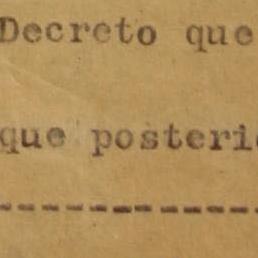 Decreto que
que posteri
----------